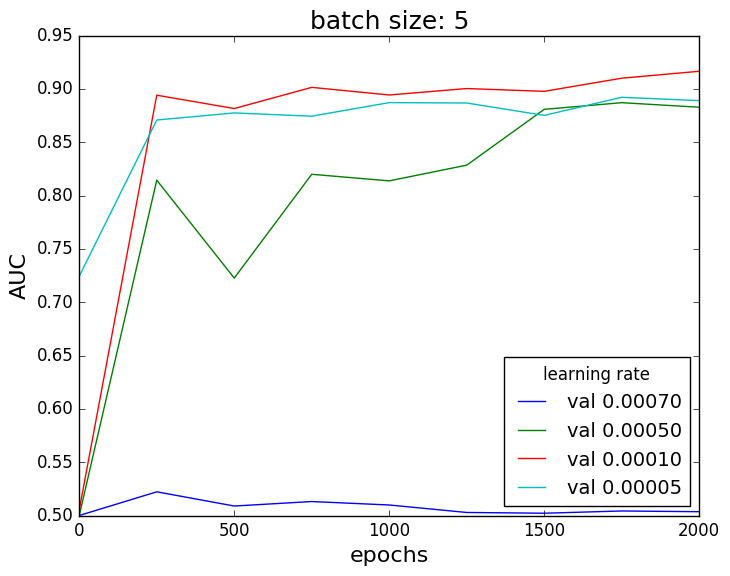 batch size: 5
AUC
0.95
0.90
0.85
0.80
0.75
0.70
0.65
0.60
0.55
0.50
learning rate
val 0.00070
val 0.00050
val 0.00010
val 0.00005
0 500 1000 1500 2000
epochs